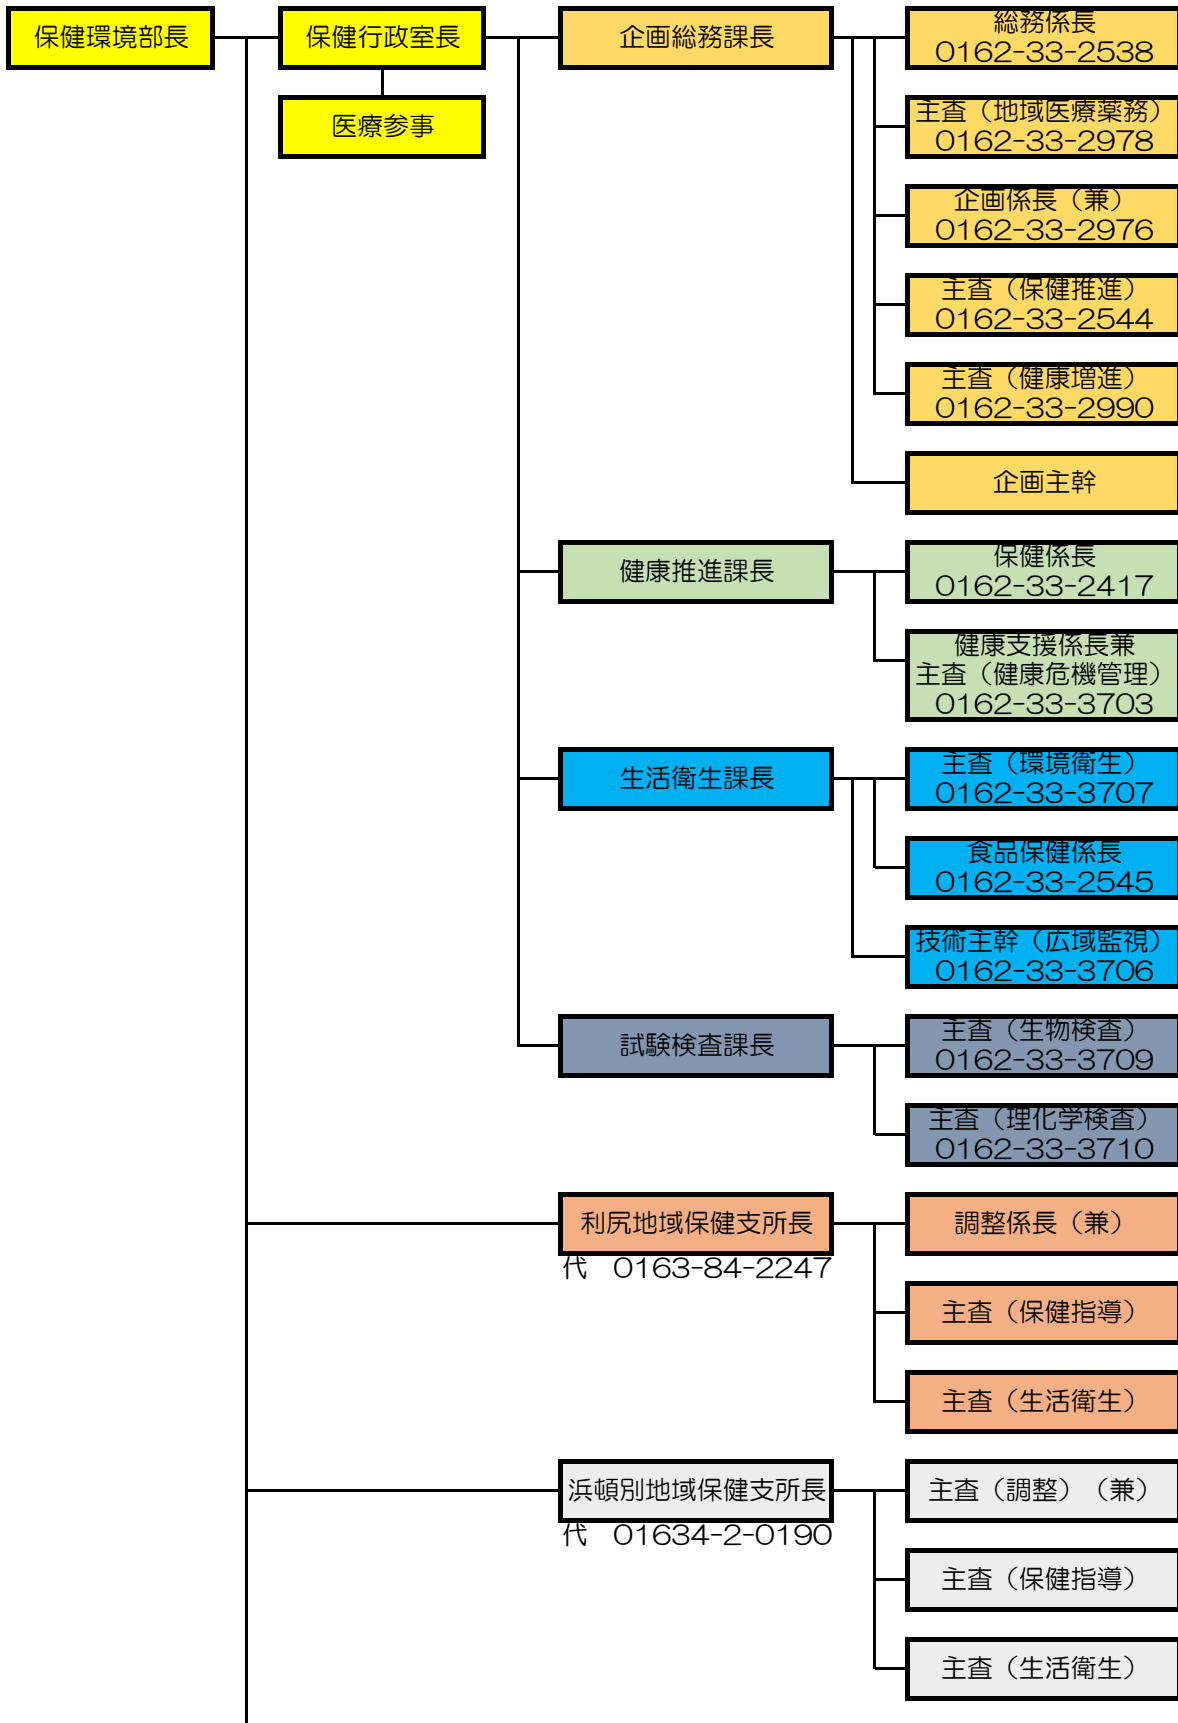 保健環境部長
保健行政室長
企画総務課長
総務係長
0162-33-2538
医療参事
主査（地域医療薬務）
0162-33-2978
企画係長（兼）
0162-33-2976
主査（保健推進）
0162-33-2544
主査（健康増進）
0162-33-2990
企画主幹
健康推進課長
保健係長
0162-33-2417
健康支援係長兼
主査（健康危機管理）
0162-33-3703
生活衛生課長
主査（環境衛生）
0162-33-3707
食品保健係長
0162-33-2545
技術主幹（広域監視）
0162-33-3706
試験検査課長
主査（生物検査）
0162-33-3709
主査（理化学検査）
0162-33-3710
利尻地域保健支所長
代　0163-84-2247
調整係長（兼）
主査（保健指導）
主査（生活衛生）
浜頓別地域保健支所長
代　01634-2-0190
主査（調整）（兼）
主査（保健指導）
主査（生活衛生）